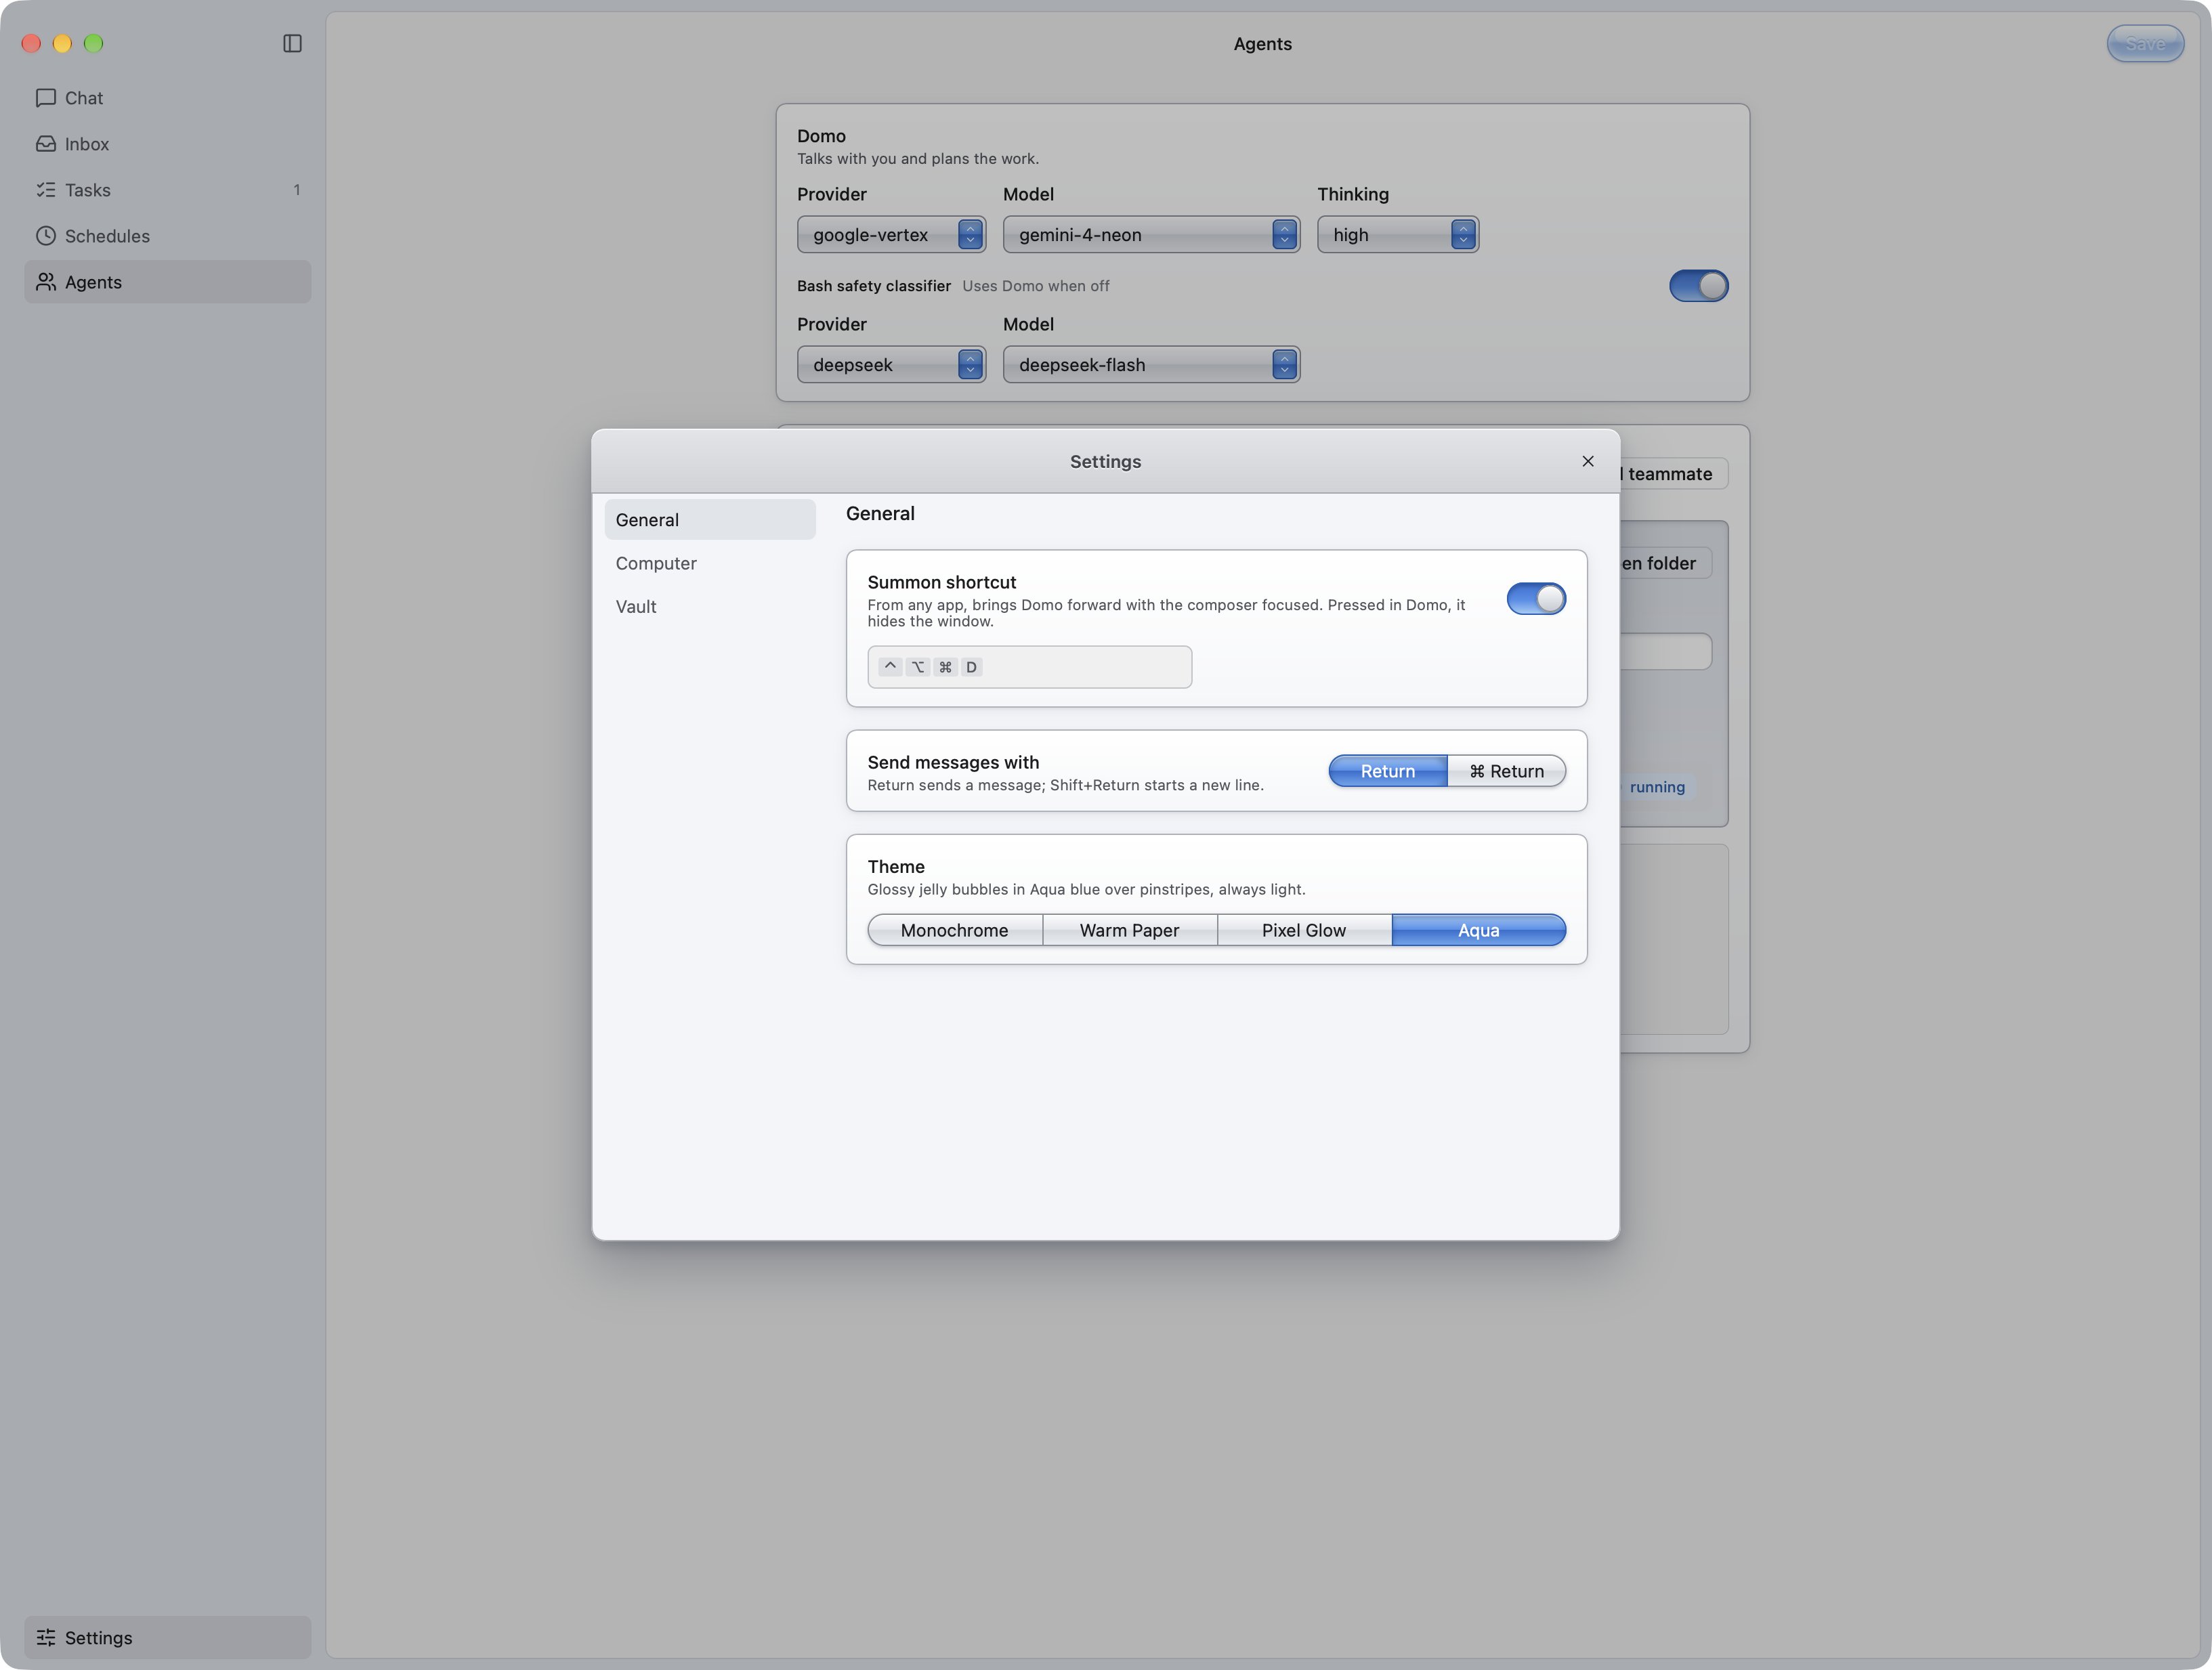 Agents
Save
Chat
Inbox
Tasks 1
Schedules
Agents
Domo
Talks with you and plans the work.
Provider Model Thinking
google-vertex gemini-4-neon high
Bash safety classifier Uses Domo when off
Provider Model
deepseek deepseek-flash
teammate
folder
running
Settings
General
Computer
Vault
General
Summon shortcut
From any app, brings Domo forward with the composer focused. Pressed in Domo, it
hides the window.
⌃ ⌥ ⌘ D
Send messages with
Return sends a message; Shift+Return starts a new line.
Return ⌘ Return
Theme
Glossy jelly bubbles in Aqua blue over pinstripes, always light.
Monochrome Warm Paper Pixel Glow Aqua
Settings